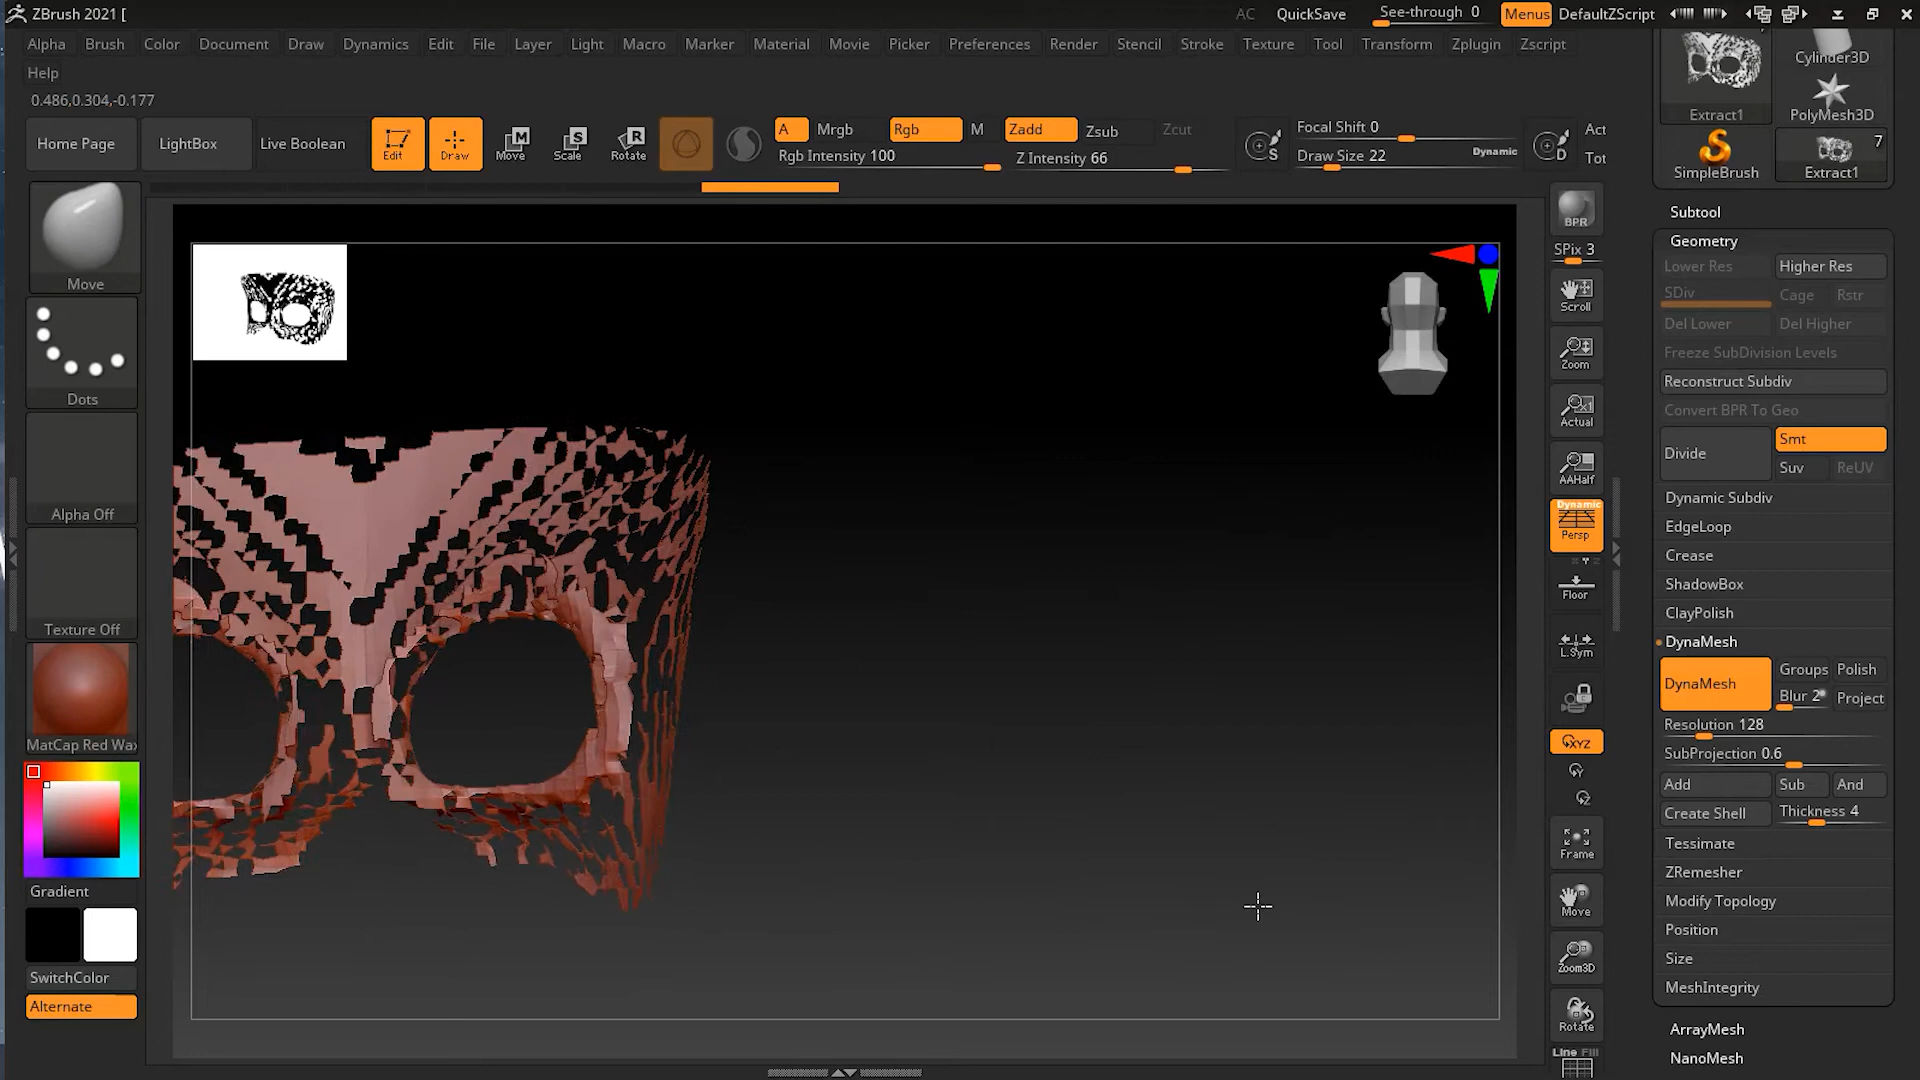 ZBrush 2021 [
AC QuickSave See-through 0 Menus DefaultZScript
Alpha Brush Color Document Draw Dynamics Edit File Layer Light Macro Marker Material Movie Picker Preferences Render Stencil Stroke Texture Tool Transform Zplugin Zscript
Help
0.486,0.304,-0.177
Home Page LightBox Live Boolean Edit Draw Move Scale Rotate
M S R
A Mrgb Rgb M Zadd Zsub Zcut
Rgb Intensity 100 Z Intensity 66
S Focal Shift 0
Draw Size 22 Dynamic
D Act
Tot
Move
Dots
Alpha Off
Texture Off
MatCap Red Wax
Gradient
SwitchColor
Alternate
BPR
SPix 3
Scroll
Zoom
Actual
AAHalf
Dynamic
Persp
Floor
L.Sym
XYZ
Y
Z
Frame
Move
Zoom3D
Rotate
Line Fill
Extract1
Cylinder3D
PolyMesh3D
SimpleBrush
7
Extract1
Subtool
Geometry
Lower Res Higher Res
SDiv Cage Rstr
Del Lower Del Higher
Freeze SubDivision Levels
Reconstruct Subdiv
Convert BPR To Geo
Divide Smt
Suv ReUV
Dynamic Subdiv
EdgeLoop
Crease
ShadowBox
ClayPolish
DynaMesh
DynaMesh Groups Polish
Blur 2 Project
Resolution 128
SubProjection 0.6
Add Sub And
Create Shell Thickness 4
Tessimate
ZRemesher
Modify Topology
Position
Size
MeshIntegrity
ArrayMesh
NanoMesh